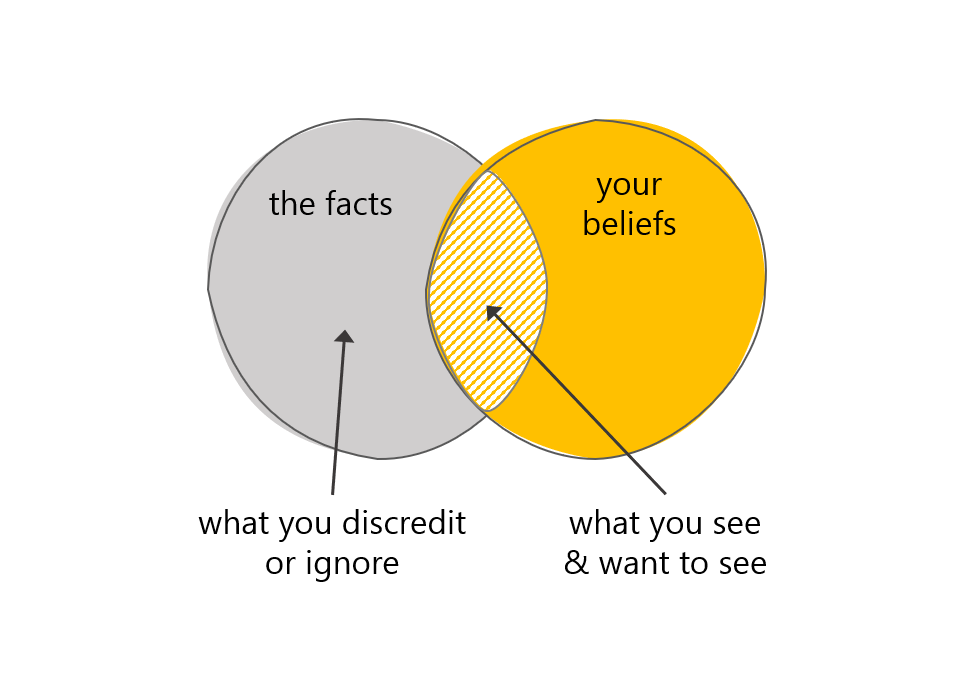 the facts
your
beliefs
what you discredit
or ignore
what you see
& want to see